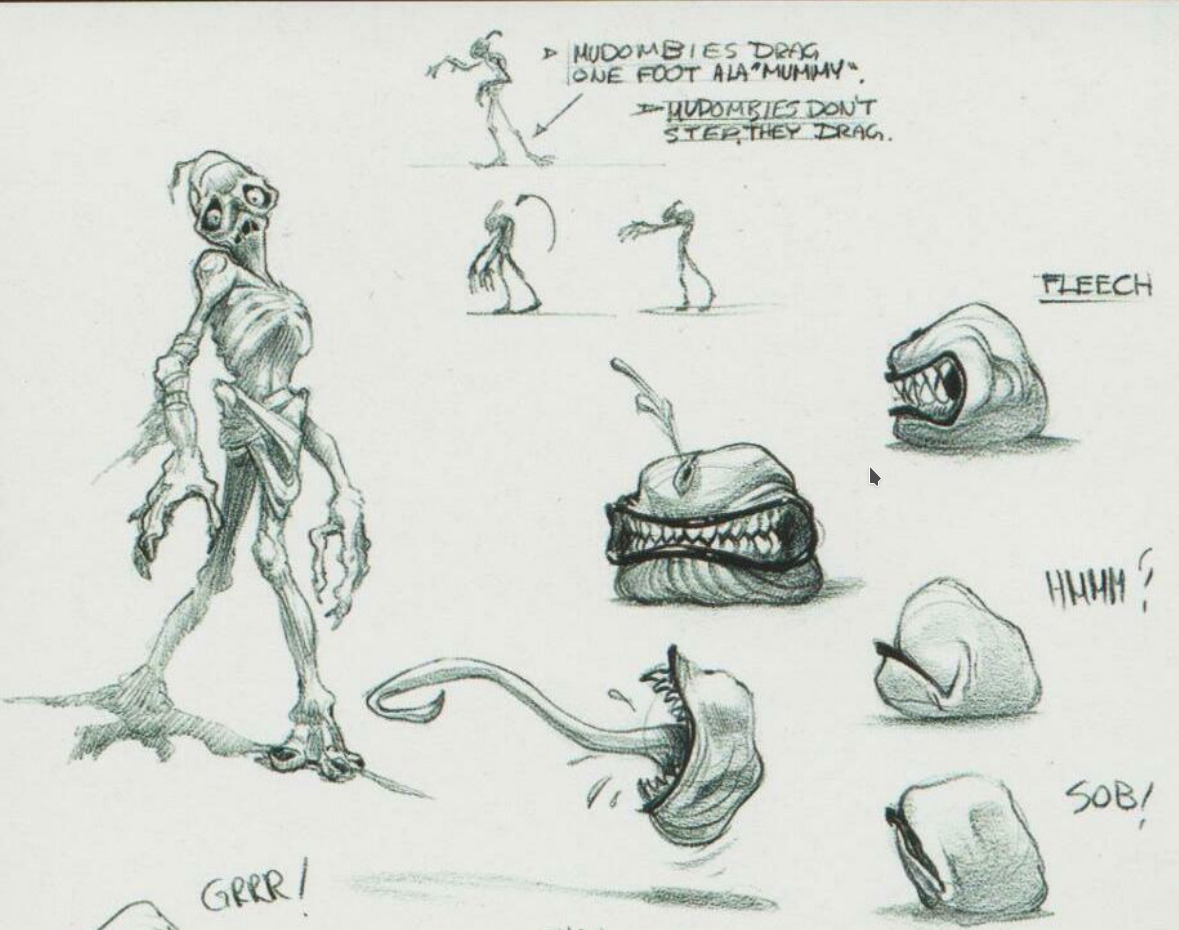 MUDOMBIES DRAG
ONE FOOT ALA "MUMMY".
MUDOMBIES DON'T
STEP, THEY DRAG.
FLEECH
HMMM?
SOB!
GRRR!